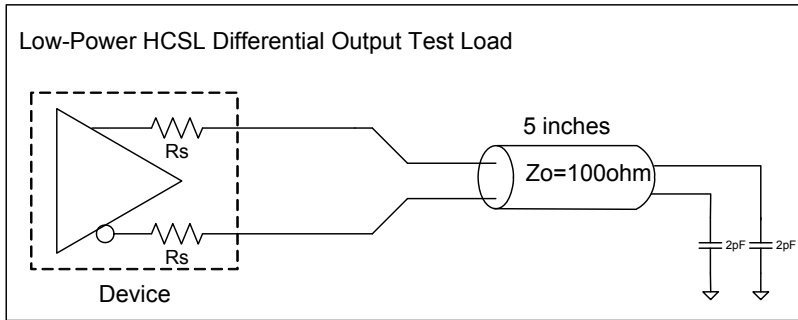 Low-Power HCSL Differential Output Test Load
5 inches
Rs
Zo=100ohm
2pF 2pF
Rs
Device